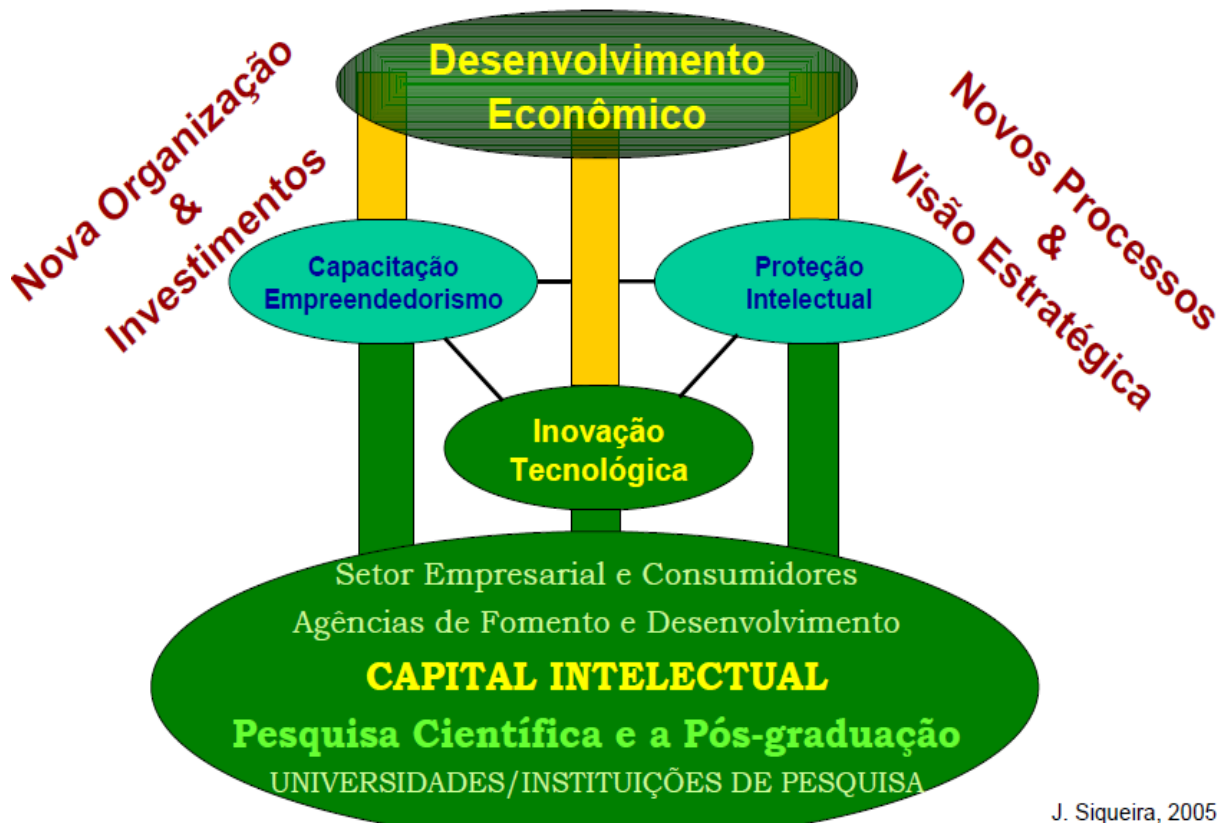 Desenvolvimento
Econômico
Nova Organização
&
Investimentos
Novos Processos
&
Visão Estratégica
Capacitação
Empreendedorismo
Proteção
Intelectual
Inovação
Tecnológica
Setor Empresarial e Consumidores
Agências de Fomento e Desenvolvimento
CAPITAL INTELECTUAL
Pesquisa Científica e a Pós-graduação
UNIVERSIDADES/INSTITUIÇÕES DE PESQUISA
J. Siqueira, 2005